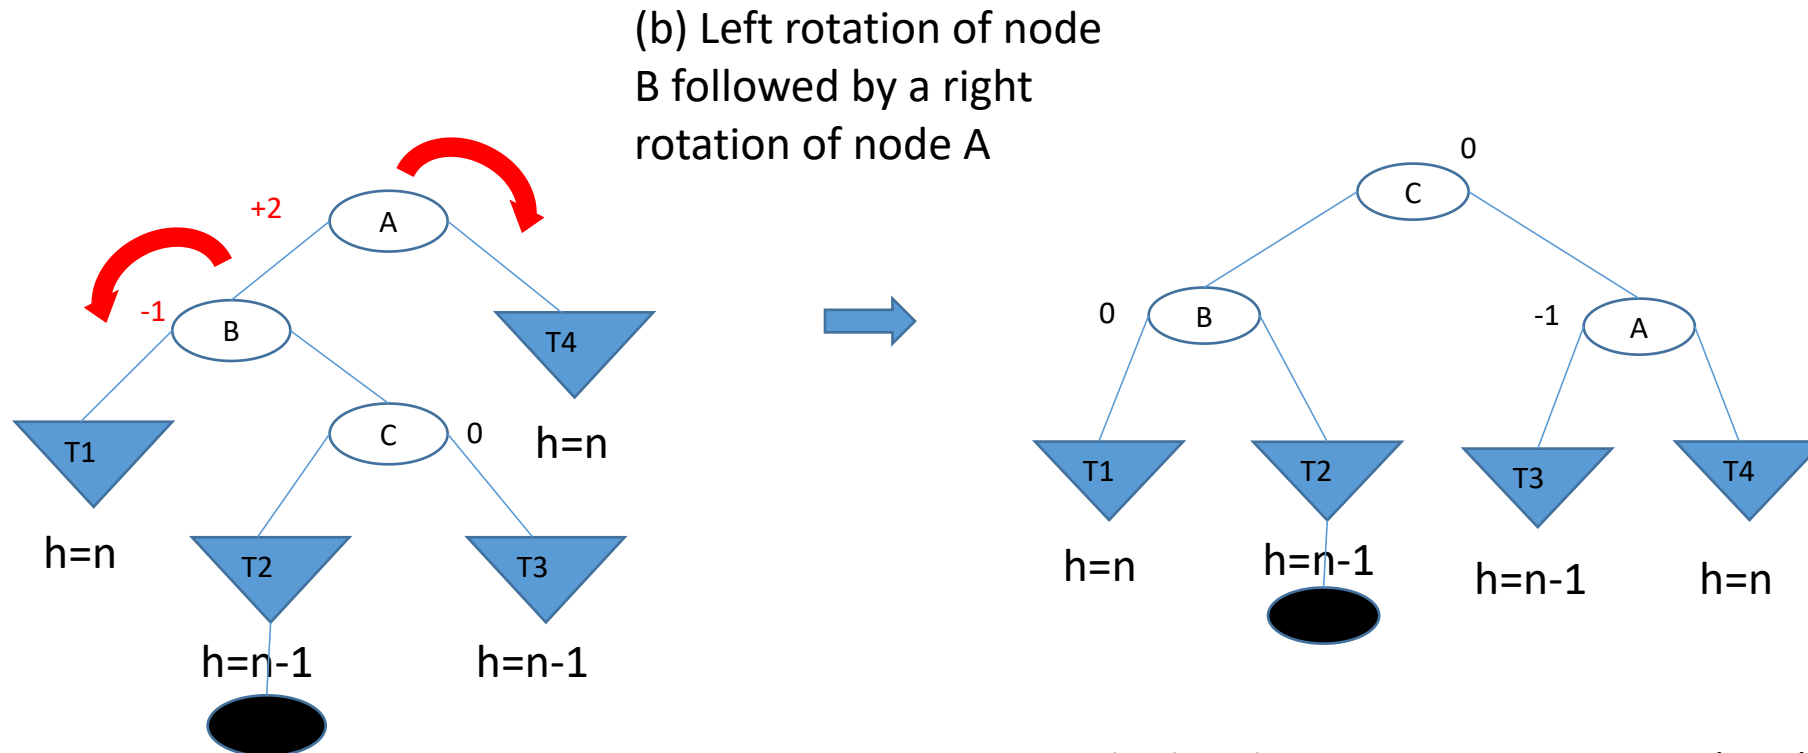 (b) Left rotation of node
B followed by a right
rotation of node A
+2
A
-1
B
T4
h=n
T1
h=n
C
0
T2
h=n-1
T3
h=n-1
0
C
0
B
-1
A
T1
h=n
T2
h=n-1
T3
h=n-1
T4
h=n